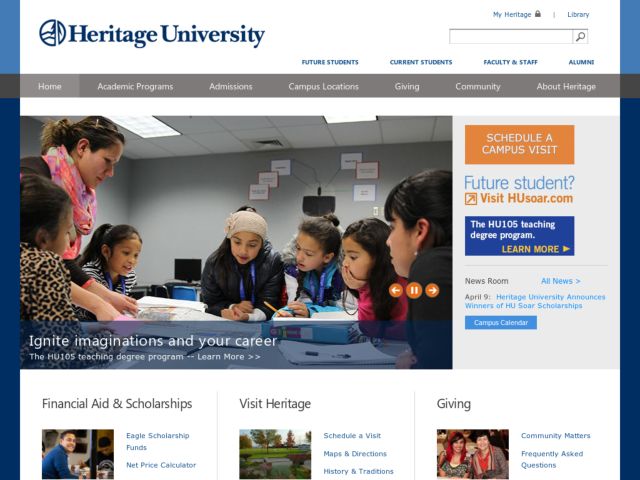 My Heritage | Library
Heritage University
FUTURE STUDENTS CURRENT STUDENTS FACULTY & STAFF ALUMNI
Home Academic Programs Admissions Campus Locations Giving Community About Heritage
SCHEDULE A
CAMPUS VISIT
Future student?
Visit HUsoar.com
The HU105 teaching
degree program.
LEARN MORE
News Room All News >
April 9: Heritage University Announces
Winners of HU Soar Scholarships
Campus Calendar
Ignite imaginations and your career
The HU105 teaching degree program -- Learn More >>
Financial Aid & Scholarships
Eagle Scholarship
Funds
Net Price Calculator
Visit Heritage
Schedule a Visit
Maps & Directions
History & Traditions
Giving
Community Matters
Frequently Asked
Questions